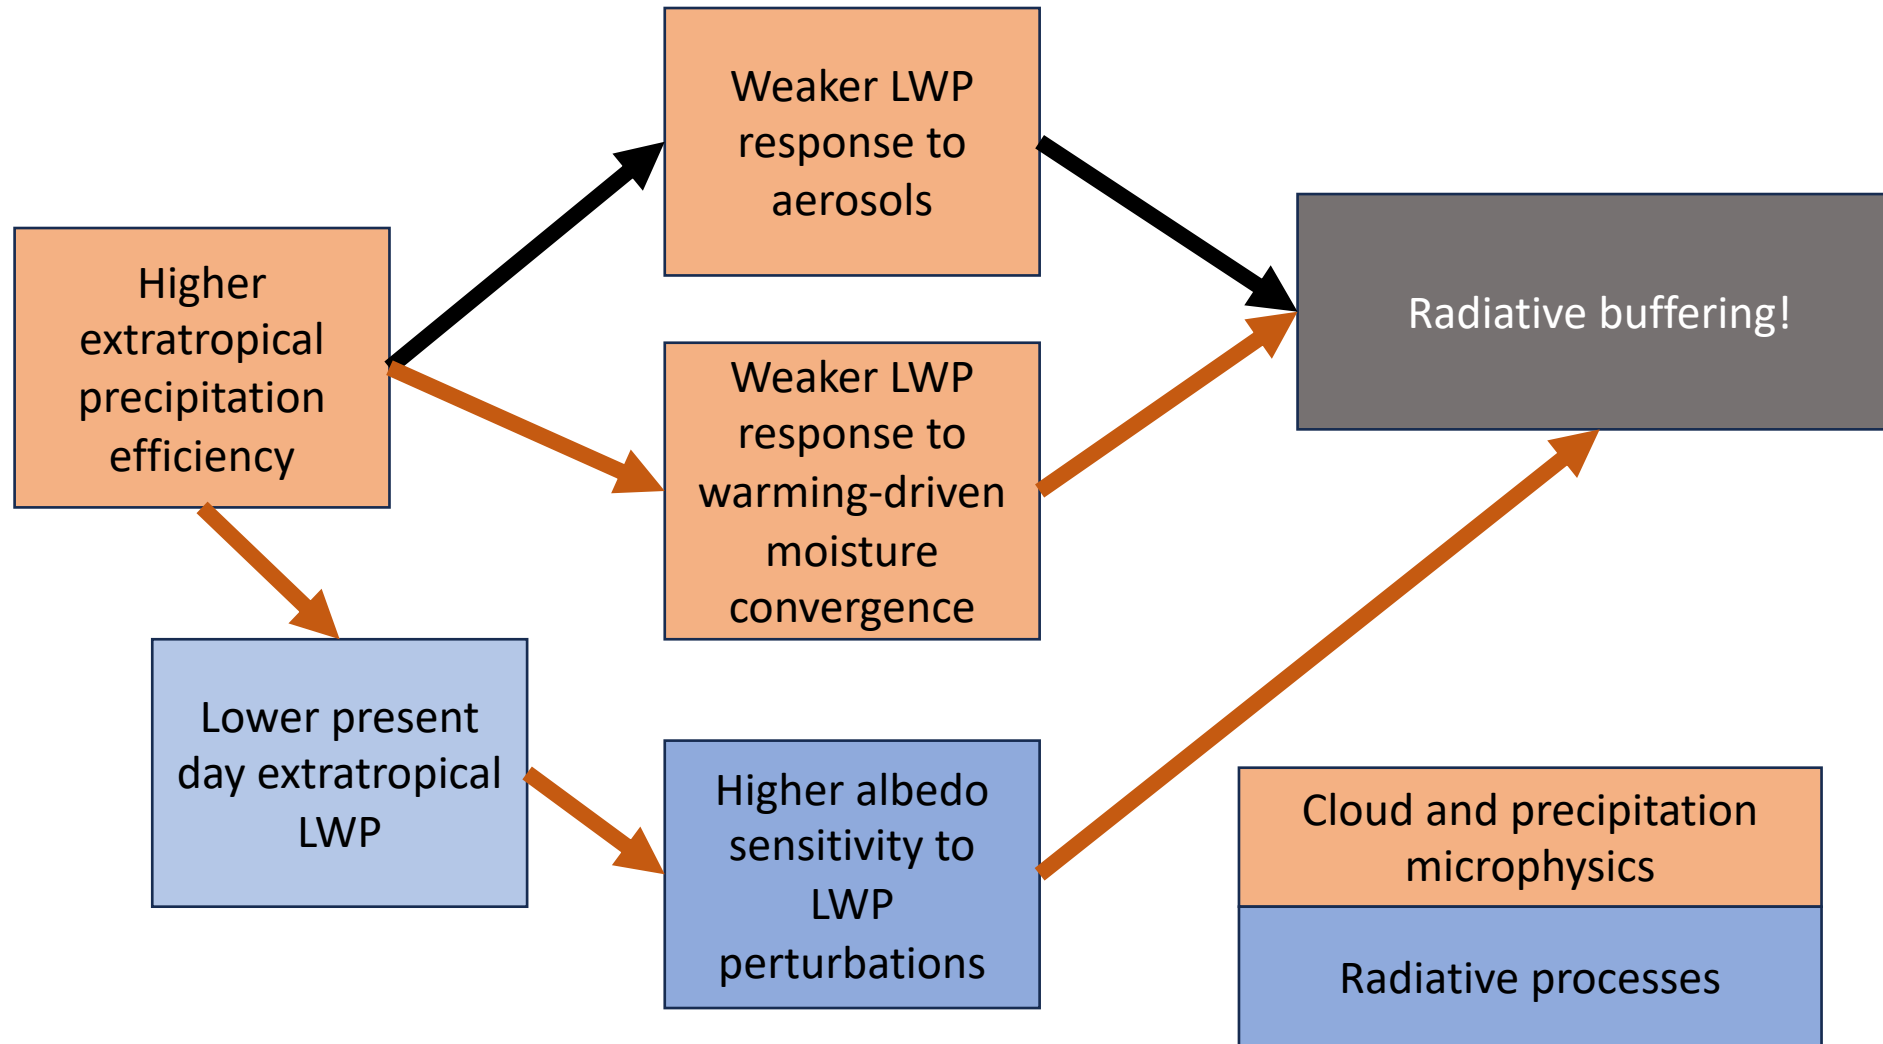 Weaker LWP
response to
aerosols
Higher
extratropical
precipitation
efficiency
Radiative buffering!
Weaker LWP
response to
warming-driven
moisture
convergence
Lower present
day extratropical
LWP
Higher albedo
sensitivity to
LWP
perturbations
Cloud and precipitation
microphysics
Radiative processes